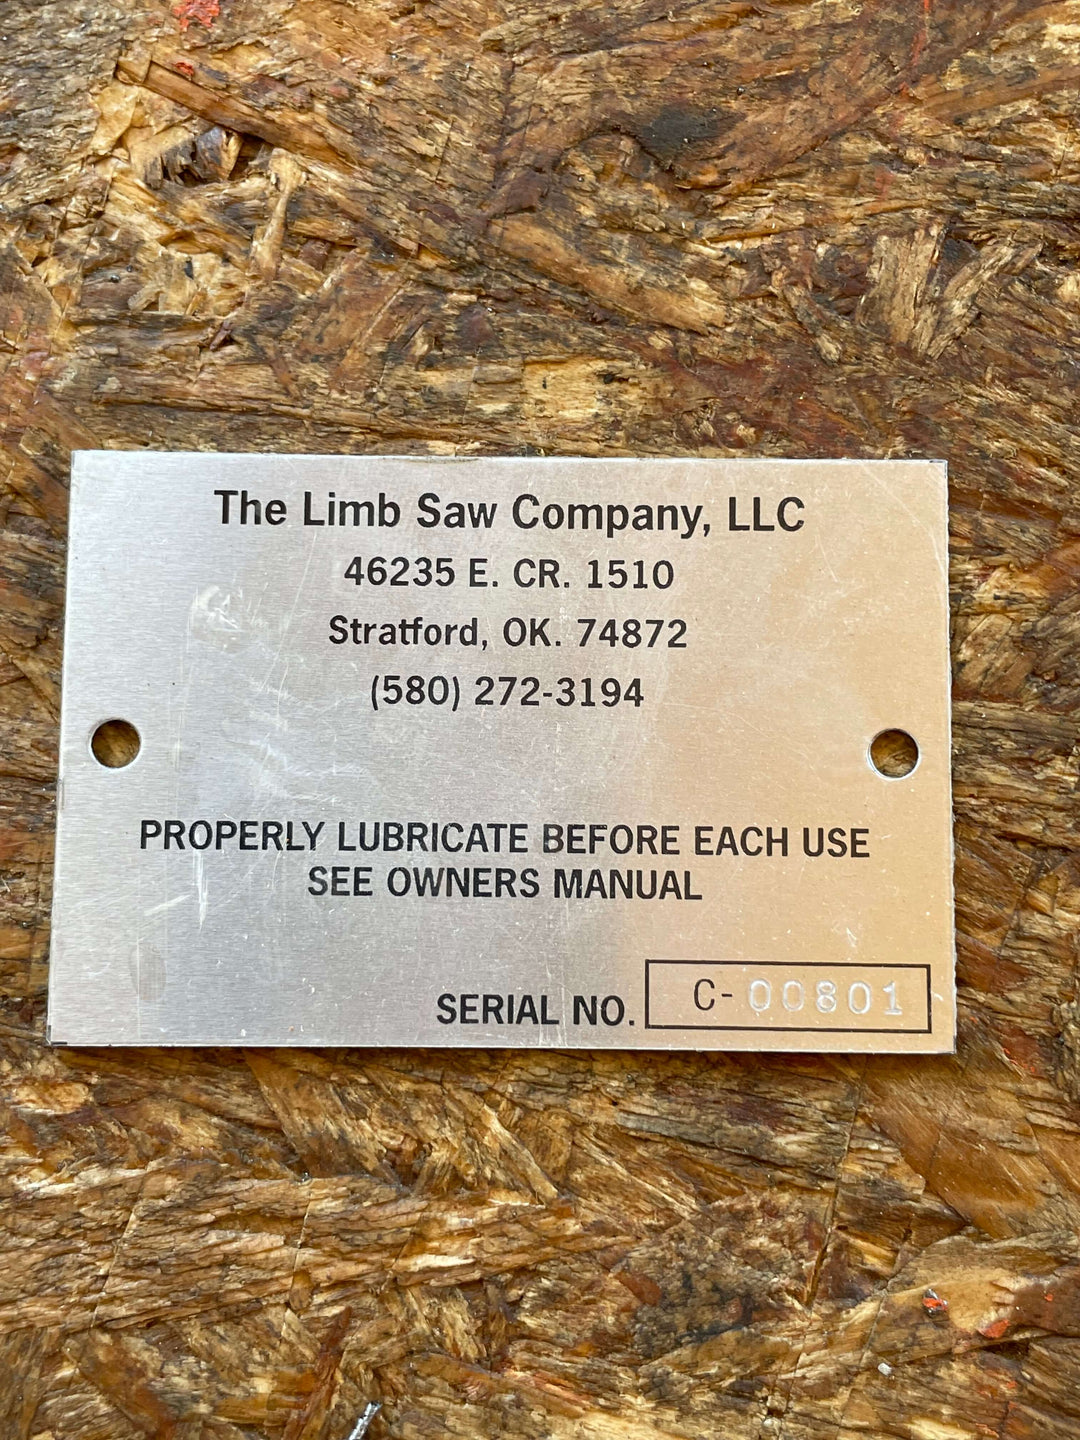 The Limb Saw Company, LLC
46235 E. CR. 1510
Stratford, OK. 74872
(580) 272-3194
PROPERLY LUBRICATE BEFORE EACH USE
SEE OWNERS MANUAL
SERIAL NO. C-00801